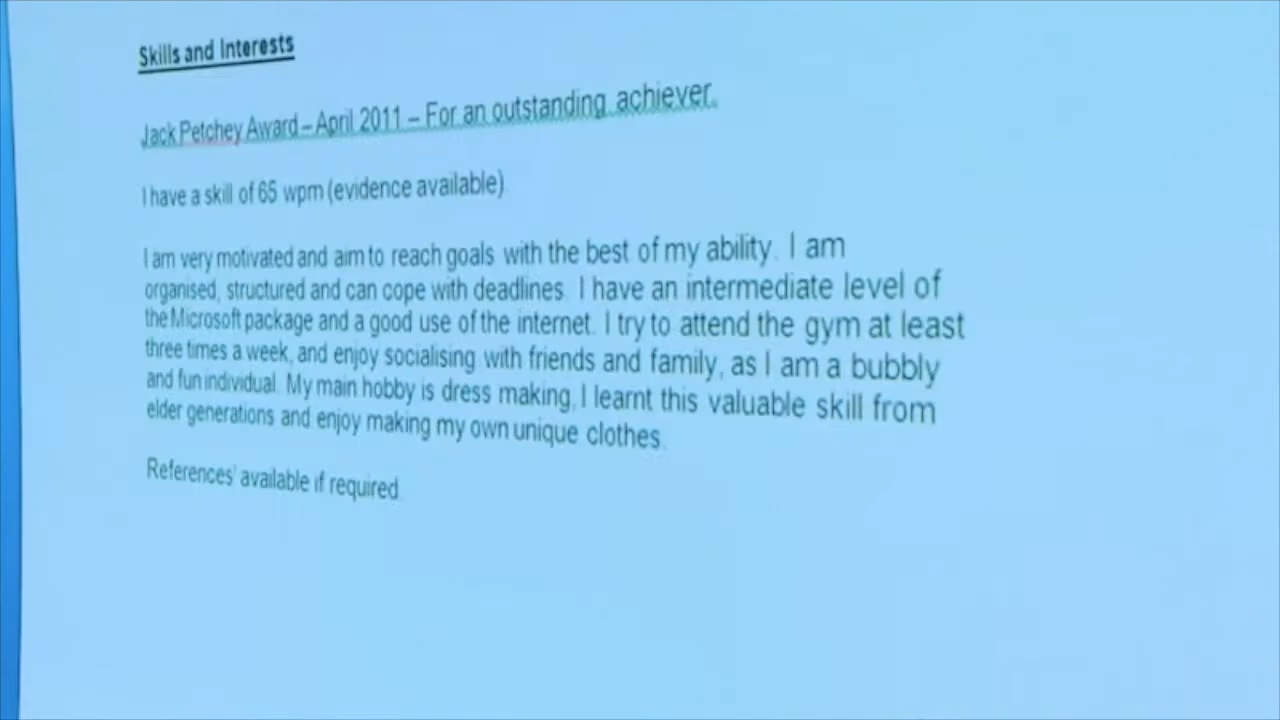 Skills and Interests
Jack Petchey Award – April 2011 – For an outstanding achiever.
I have a skill of 65 wpm (evidence available)
I am very motivated and aim to reach goals with the best of my ability. I am
organised, structured and can cope with deadlines. I have an intermediate level of
the Microsoft package and a good use of the internet. I try to attend the gym at least
three times a week, and enjoy socialising with friends and family, as I am a bubbly
and fun individual. My main hobby is dress making, I learnt this valuable skill from
elder generations and enjoy making my own unique clothes.
References' available if required.